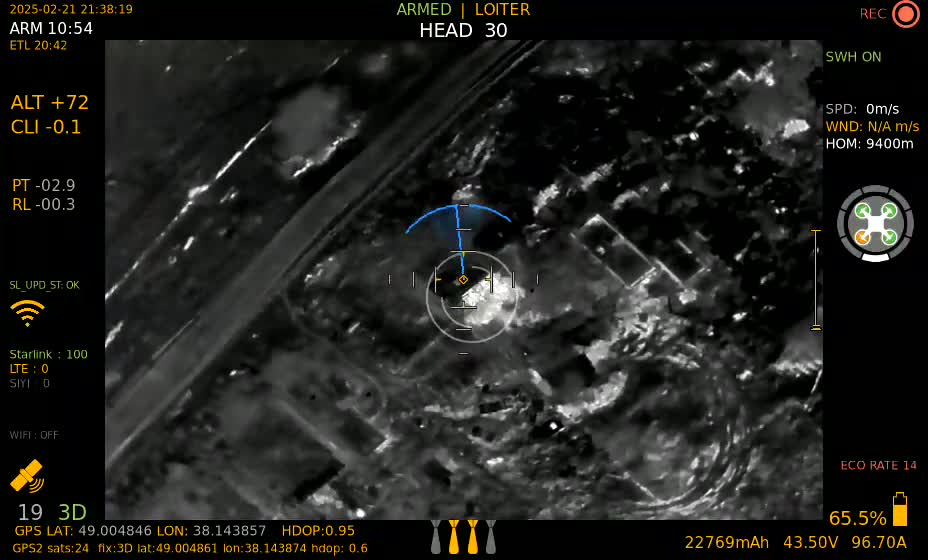 2025-02-21 21:38:19
ARMED | LOITER
REC
ARM 10:54
HEAD 30
ETL 20:42
SWH ON
ALT +72
CLI -0.1
SPD: 0m/s
WND: N/A m/s
HOM: 9400m
PT -02.9
RL -00.3
SL_UPD_ST: OK
Starlink : 100
LTE : 0
SIYI : 0
WIFI : OFF
ECO RATE 14
19 3D
65.5%
GPS LAT: 49.004846 LON: 38.143857 HDOP:0.95
GPS2 sats:24 fix:3D lat:49.004861 lon:38.143874 hdop: 0.6
22769mAh 43.50V 96.70A